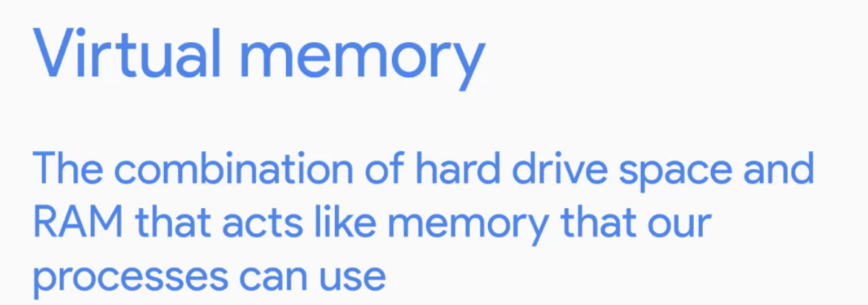 Virtual memory
The combination of hard drive space and
RAM that acts like memory that our
processes can use